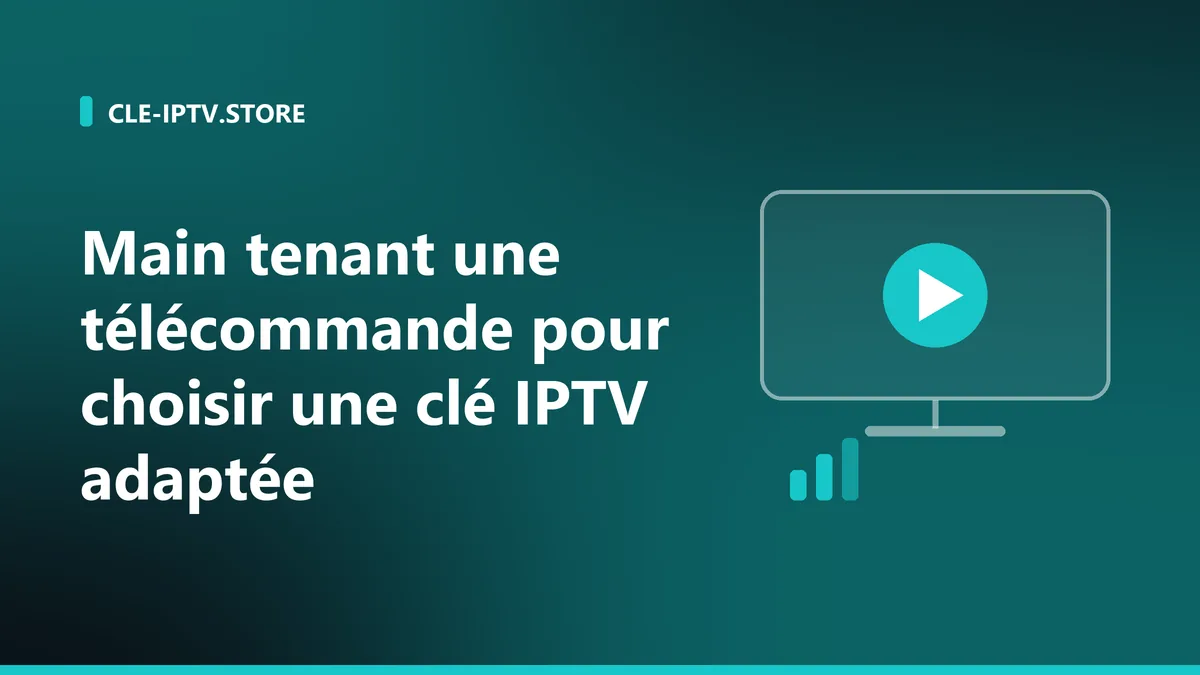 CLE-IPTV.STORE
Main tenant une
télécommande pour
choisir une clé IPTV
adaptée